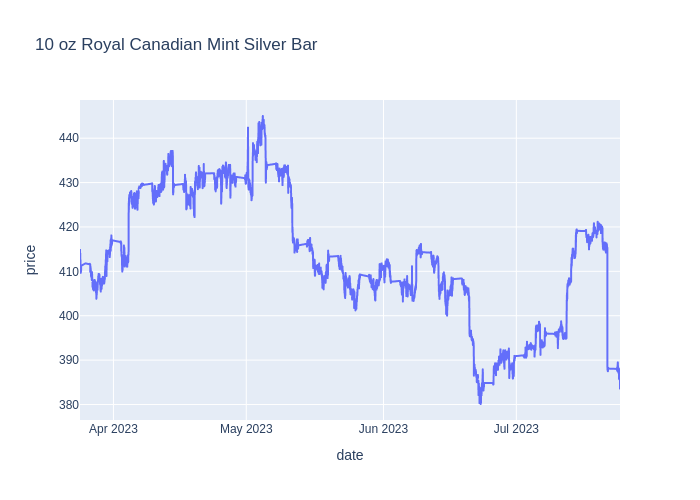 10 oz Royal Canadian Mint Silver Bar
440
430
420
410
400
390
380
price
Apr 2023
May 2023
Jun 2023
Jul 2023
date